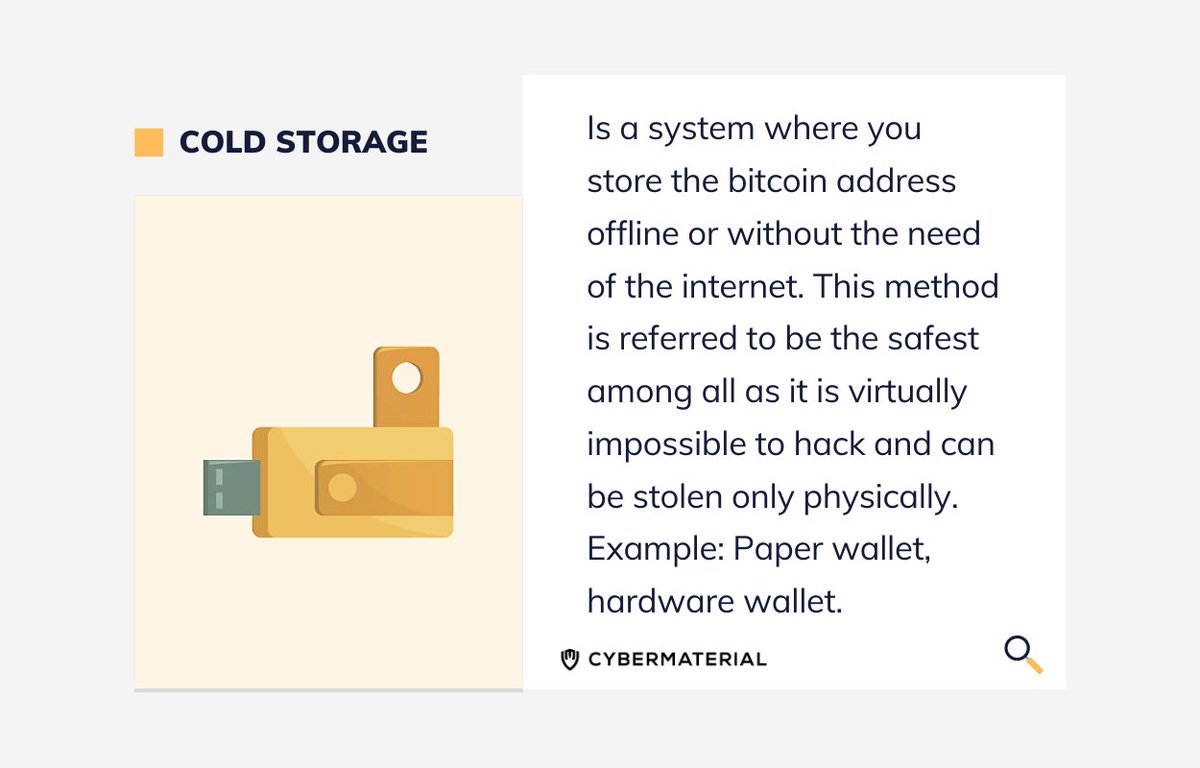 COLD STORAGE
Is a system where you
store the bitcoin address
offline or without the need
of the internet. This method
is referred to be the safest
among all as it is virtually
impossible to hack and can
be stolen only physically.
Example: Paper wallet,
hardware wallet.
CYBERMATERIAL